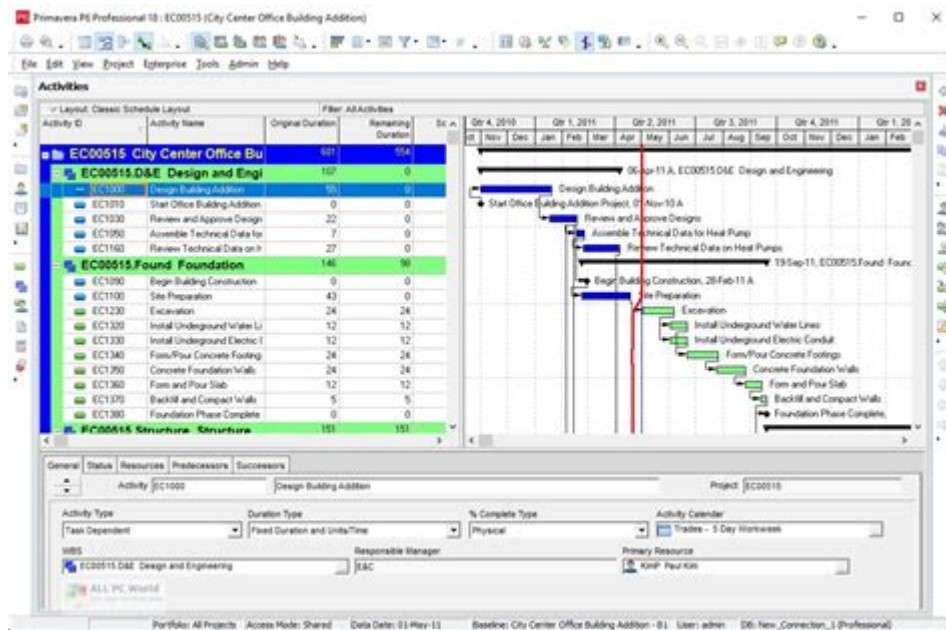 Primavera P6 Professional 18 : EC00515 (City Center Office Building Addition)
File Edit View Project Enterprise Tools Admin Help
Activities
Layout: Classic Schedule Layout Filter: All Activities
Activity ID Activity Name Original Duration Remaining Duration Sc Qtr 4, 2010 Qtr 1, 2011 Qtr 2, 2011 Qtr 3, 2011 Qtr 4, 2011 Qtr 1, 20
Nov Dec Jan Feb Mar Apr May Jun Jul Aug Sep Oct Nov Dec Jan Feb
EC00515 City Center Office Bu 554
EC00515.D&E Design and Engi 107 0 EC00515.D&E Design and Engineering
EC1000 Design Building Addition 55 0 Design Building Addition
EC1010 Start Office Building Addition 0 0 Start Office Building Addition Project, 01-Nov-10 A
EC1030 Review and Approve Design 22 0 Review and Approve Designs
EC1050 Assemble Technical Data for 7 0 Assemble Technical Data for Heat Pump
EC1160 Review Technical Data on H 27 0 Review Technical Data on Heat Pumps
EC00515.Found Foundation 146 98 19-Sep-11, EC00515.Found Founc
EC1090 Begin Building Construction 0 0 Begin Building Construction, 28-Feb-11 A
EC1100 Site Preparation 43 0 Site Preparation
EC1230 Excavation 24 24 Excavation
EC1320 Install Underground Water Li 12 12 Install Underground Water Lines
EC1330 Install Underground Electric 12 12 Install Underground Electric Conduit
EC1340 Form/Pour Concrete Footing 24 24 Form/Pour Concrete Footings
EC1350 Concrete Foundation Walls 24 24 Concrete Foundation Walls
EC1360 Form and Pour Slab 12 12 Form and Pour Slab
EC1370 Backfill and Compact Walls 5 5 Backfill and Compact Walls
EC1380 Foundation Phase Complete 0 0 Foundation Phase Complete,
EC00515.Structure Structure 151 151
General Status Resources Predecessors Successors
Activity EC1000 Design Building Addition Project EC00515
Activity Type Duration Type % Complete Type Activity Calendar
Task Dependent Fixed Duration and Units/Time Physical Trades - 5 Day Workweek
WBS Responsible Manager Primary Resource
EC00515.D&E Design and Engineering E&C KimP Paul Kim
ALL PC World
Portfolio: All Projects Access Mode: Shared Data Date: 01-May-11 Baseline: City Center Office Building Addition - B1 User: admin DB: New_Connection_1 (Professional)